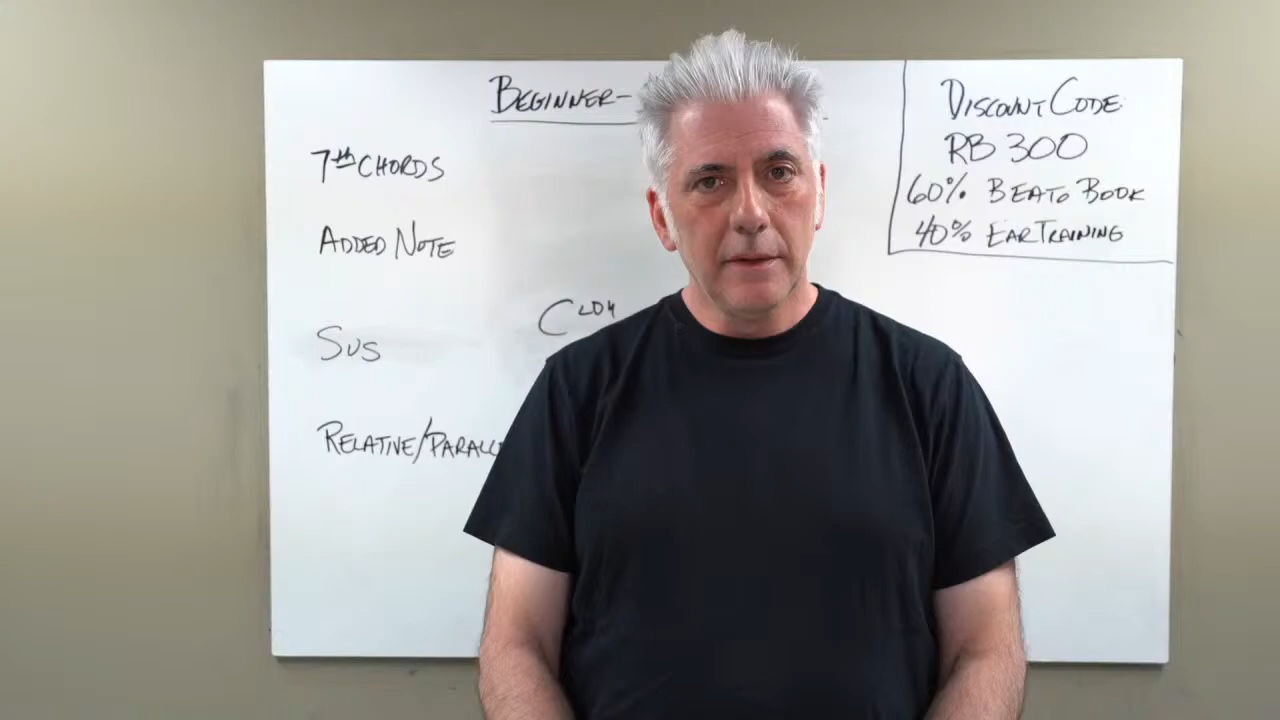 BEGINNER-
7th CHORDS
ADDED NOTE
SUS
RELATIVE/PARALL
DISCOUNT CODE:
RB 300
60% BEATO BOOK
40% EAR TRAINING